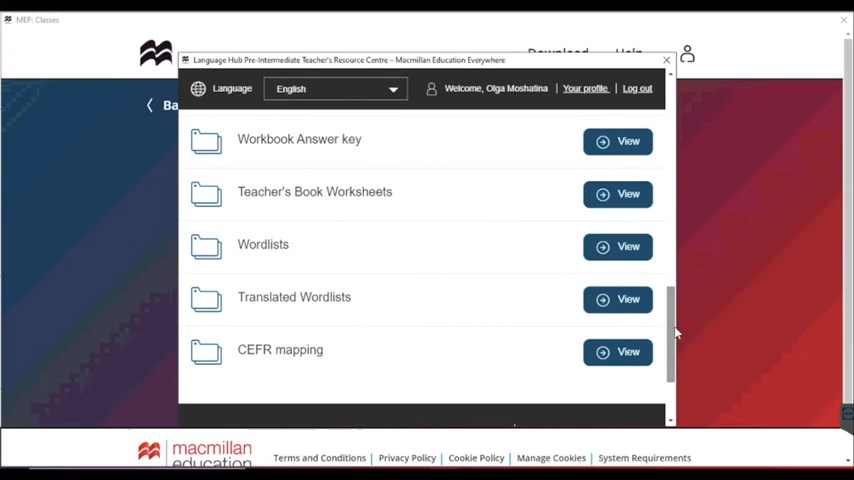 MEP: Classes
Download Help
Language Hub Pre-Intermediate Teacher's Resource Centre – Macmillan Education Everywhere
Language English Welcome, Olga Moshatina Your profile Log out
Ba
Workbook Answer key View
Teacher's Book Worksheets View
Wordlists View
Translated Wordlists View
CEFR mapping View
macmillan
education
Terms and Conditions | Privacy Policy | Cookie Policy | Manage Cookies | System Requirements